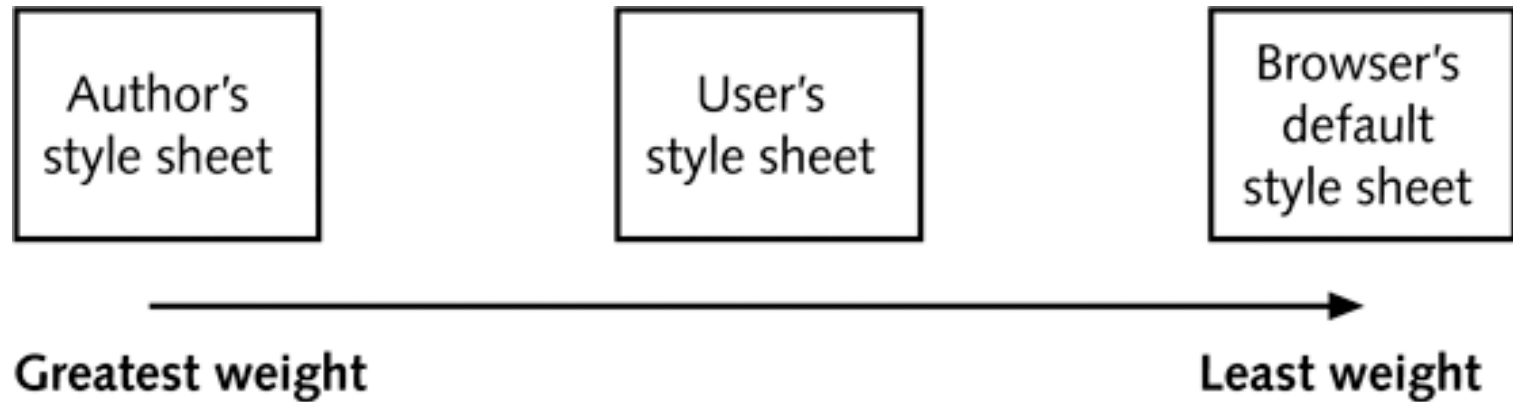 Author’s
style sheet
User’s
style sheet
Browser’s
default
style sheet
Greatest weight
Least weight